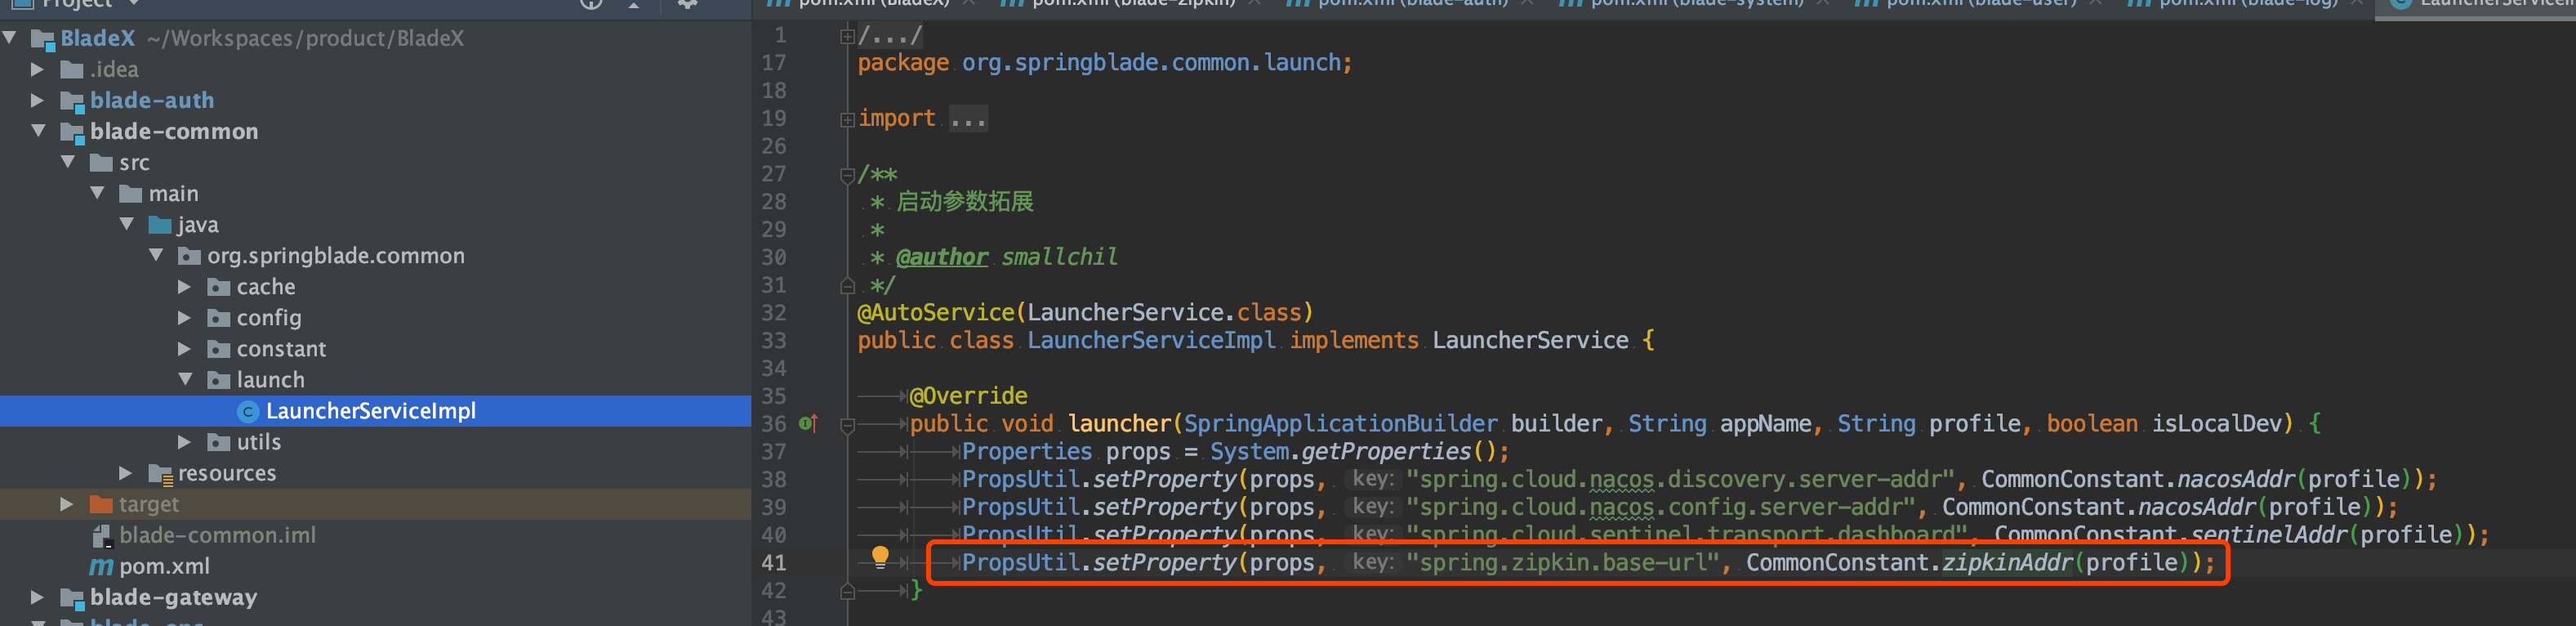 Project
pom.xml (BladeX)
pom.xml (blade-zipkin)
pom.xml (blade-auth)
pom.xml (blade-system)
pom.xml (blade-user)
pom.xml (blade-log)
BladeX ~/Workspaces/product/BladeX
.idea
blade-auth
blade-common
src
main
java
org.springblade.common
cache
config
constant
launch
LauncherServiceImpl
utils
resources
target
blade-common.iml
pom.xml
blade-gateway
1 /.../
17 package org.springblade.common.launch;
18
19 import ...
26
27 /**
28 * 启动参数拓展
29 *
30 * @author smallchil
31 */
32 @AutoService(LauncherService.class)
33 public class LauncherServiceImpl implements LauncherService {
34
35 @Override
36 public void launcher(SpringApplicationBuilder builder, String appName, String profile, boolean isLocalDev) {
37 Properties props = System.getProperties();
38 PropsUtil.setProperty(props, key: "spring.cloud.nacos.discovery.server-addr", CommonConstant.nacosAddr(profile));
39 PropsUtil.setProperty(props, key: "spring.cloud.nacos.config.server-addr", CommonConstant.nacosAddr(profile));
40 PropsUtil.setProperty(props, key: "spring.cloud.sentinel.transport.dashboard", CommonConstant.sentinelAddr(profile));
41 PropsUtil.setProperty(props, key: "spring.zipkin.base-url", CommonConstant.zipkinAddr(profile));
42 }
43